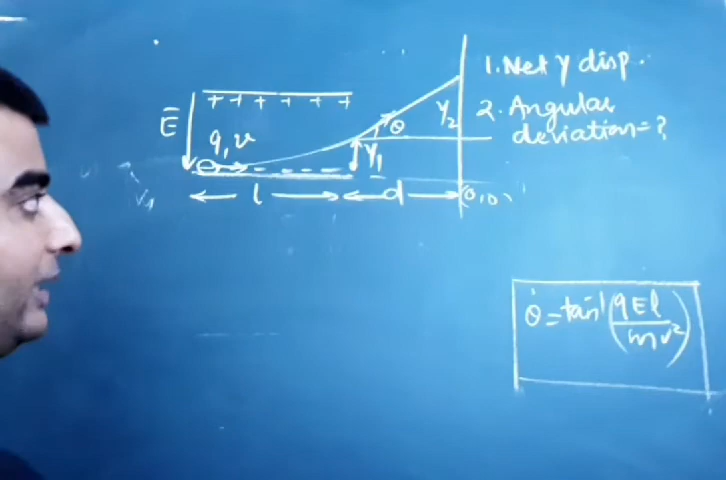 1. Net y disp.
2. Angular
deviation=?
+ + + + + +
E
q, v
θ
y₂
y₁
l
d
θ = tan⁻¹(qEl/mv²)